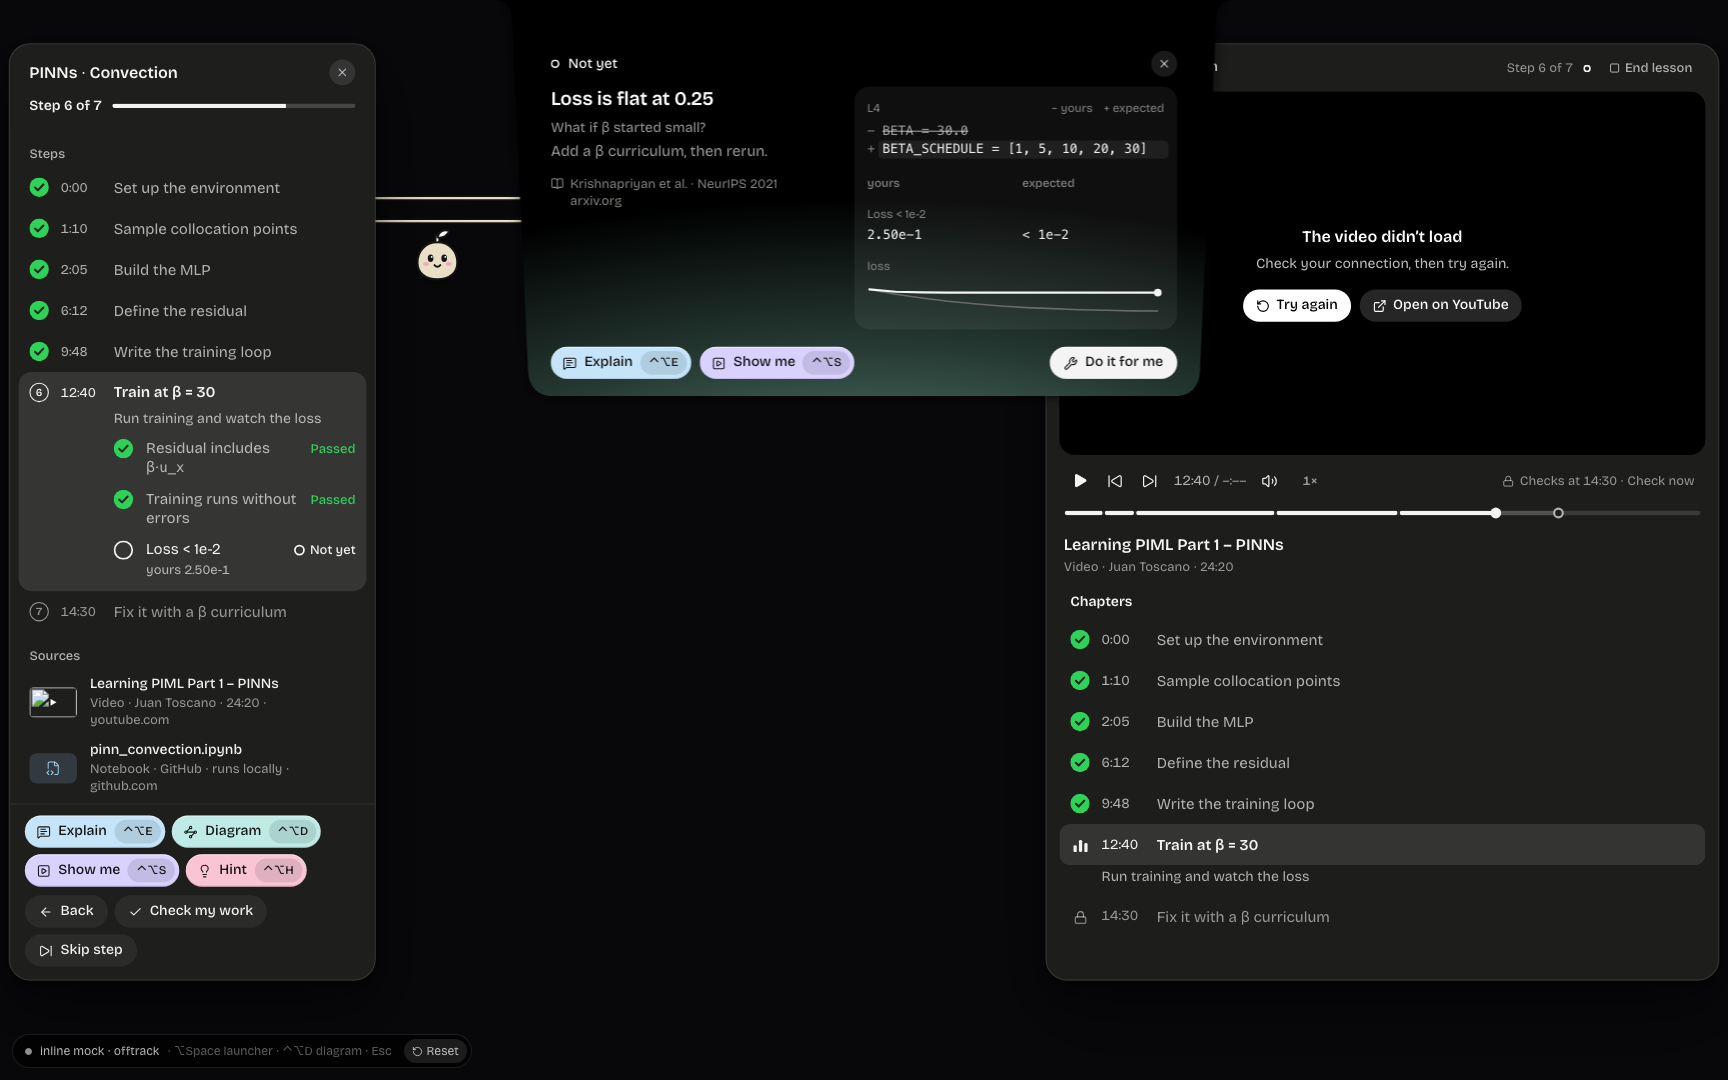 PINNs · Convection
Step 6 of 7
Steps
0:00 Set up the environment
1:10 Sample collocation points
2:05 Build the MLP
6:12 Define the residual
9:48 Write the training loop
6 12:40 Train at β = 30
Run training and watch the loss
Residual includes Passed
β·u_x
Training runs without Passed
errors
Loss < 1e-2 Not yet
yours 2.50e-1
7 14:30 Fix it with a β curriculum
Sources
Learning PIML Part 1 – PINNs
Video · Juan Toscano · 24:20 ·
youtube.com
pinn_convection.ipynb
Notebook · GitHub · runs locally ·
github.com
Explain ⌃⌥E Diagram ⌃⌥D
Show me ⌃⌥S Hint ⌃⌥H
Back Check my work
Skip step
inline mock · offtrack · ⌥Space launcher · ⌃⌥D diagram · Esc Reset
Not yet
Loss is flat at 0.25
What if β started small?
Add a β curriculum, then rerun.
Krishnapriyan et al. · NeurIPS 2021
arxiv.org
L4 − yours + expected
− BETA = 30.0
+ BETA_SCHEDULE = [1, 5, 10, 20, 30]
yours expected
Loss < 1e-2
2.50e−1 < 1e−2
loss
Explain ⌃⌥E Show me ⌃⌥S Do it for me
Step 6 of 7 End lesson
The video didn’t load
Check your connection, then try again.
Try again Open on YouTube
12:40 / –:–– 1× Checks at 14:30 · Check now
Learning PIML Part 1 – PINNs
Video · Juan Toscano · 24:20
Chapters
0:00 Set up the environment
1:10 Sample collocation points
2:05 Build the MLP
6:12 Define the residual
9:48 Write the training loop
12:40 Train at β = 30
Run training and watch the loss
14:30 Fix it with a β curriculum